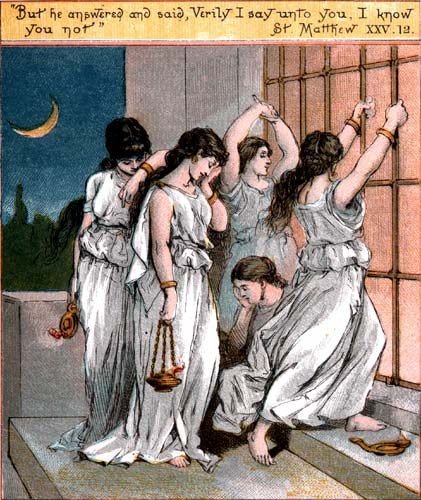 "But he answered and said, Verily I say unto you, I know
you not" St Matthew XXV.12.